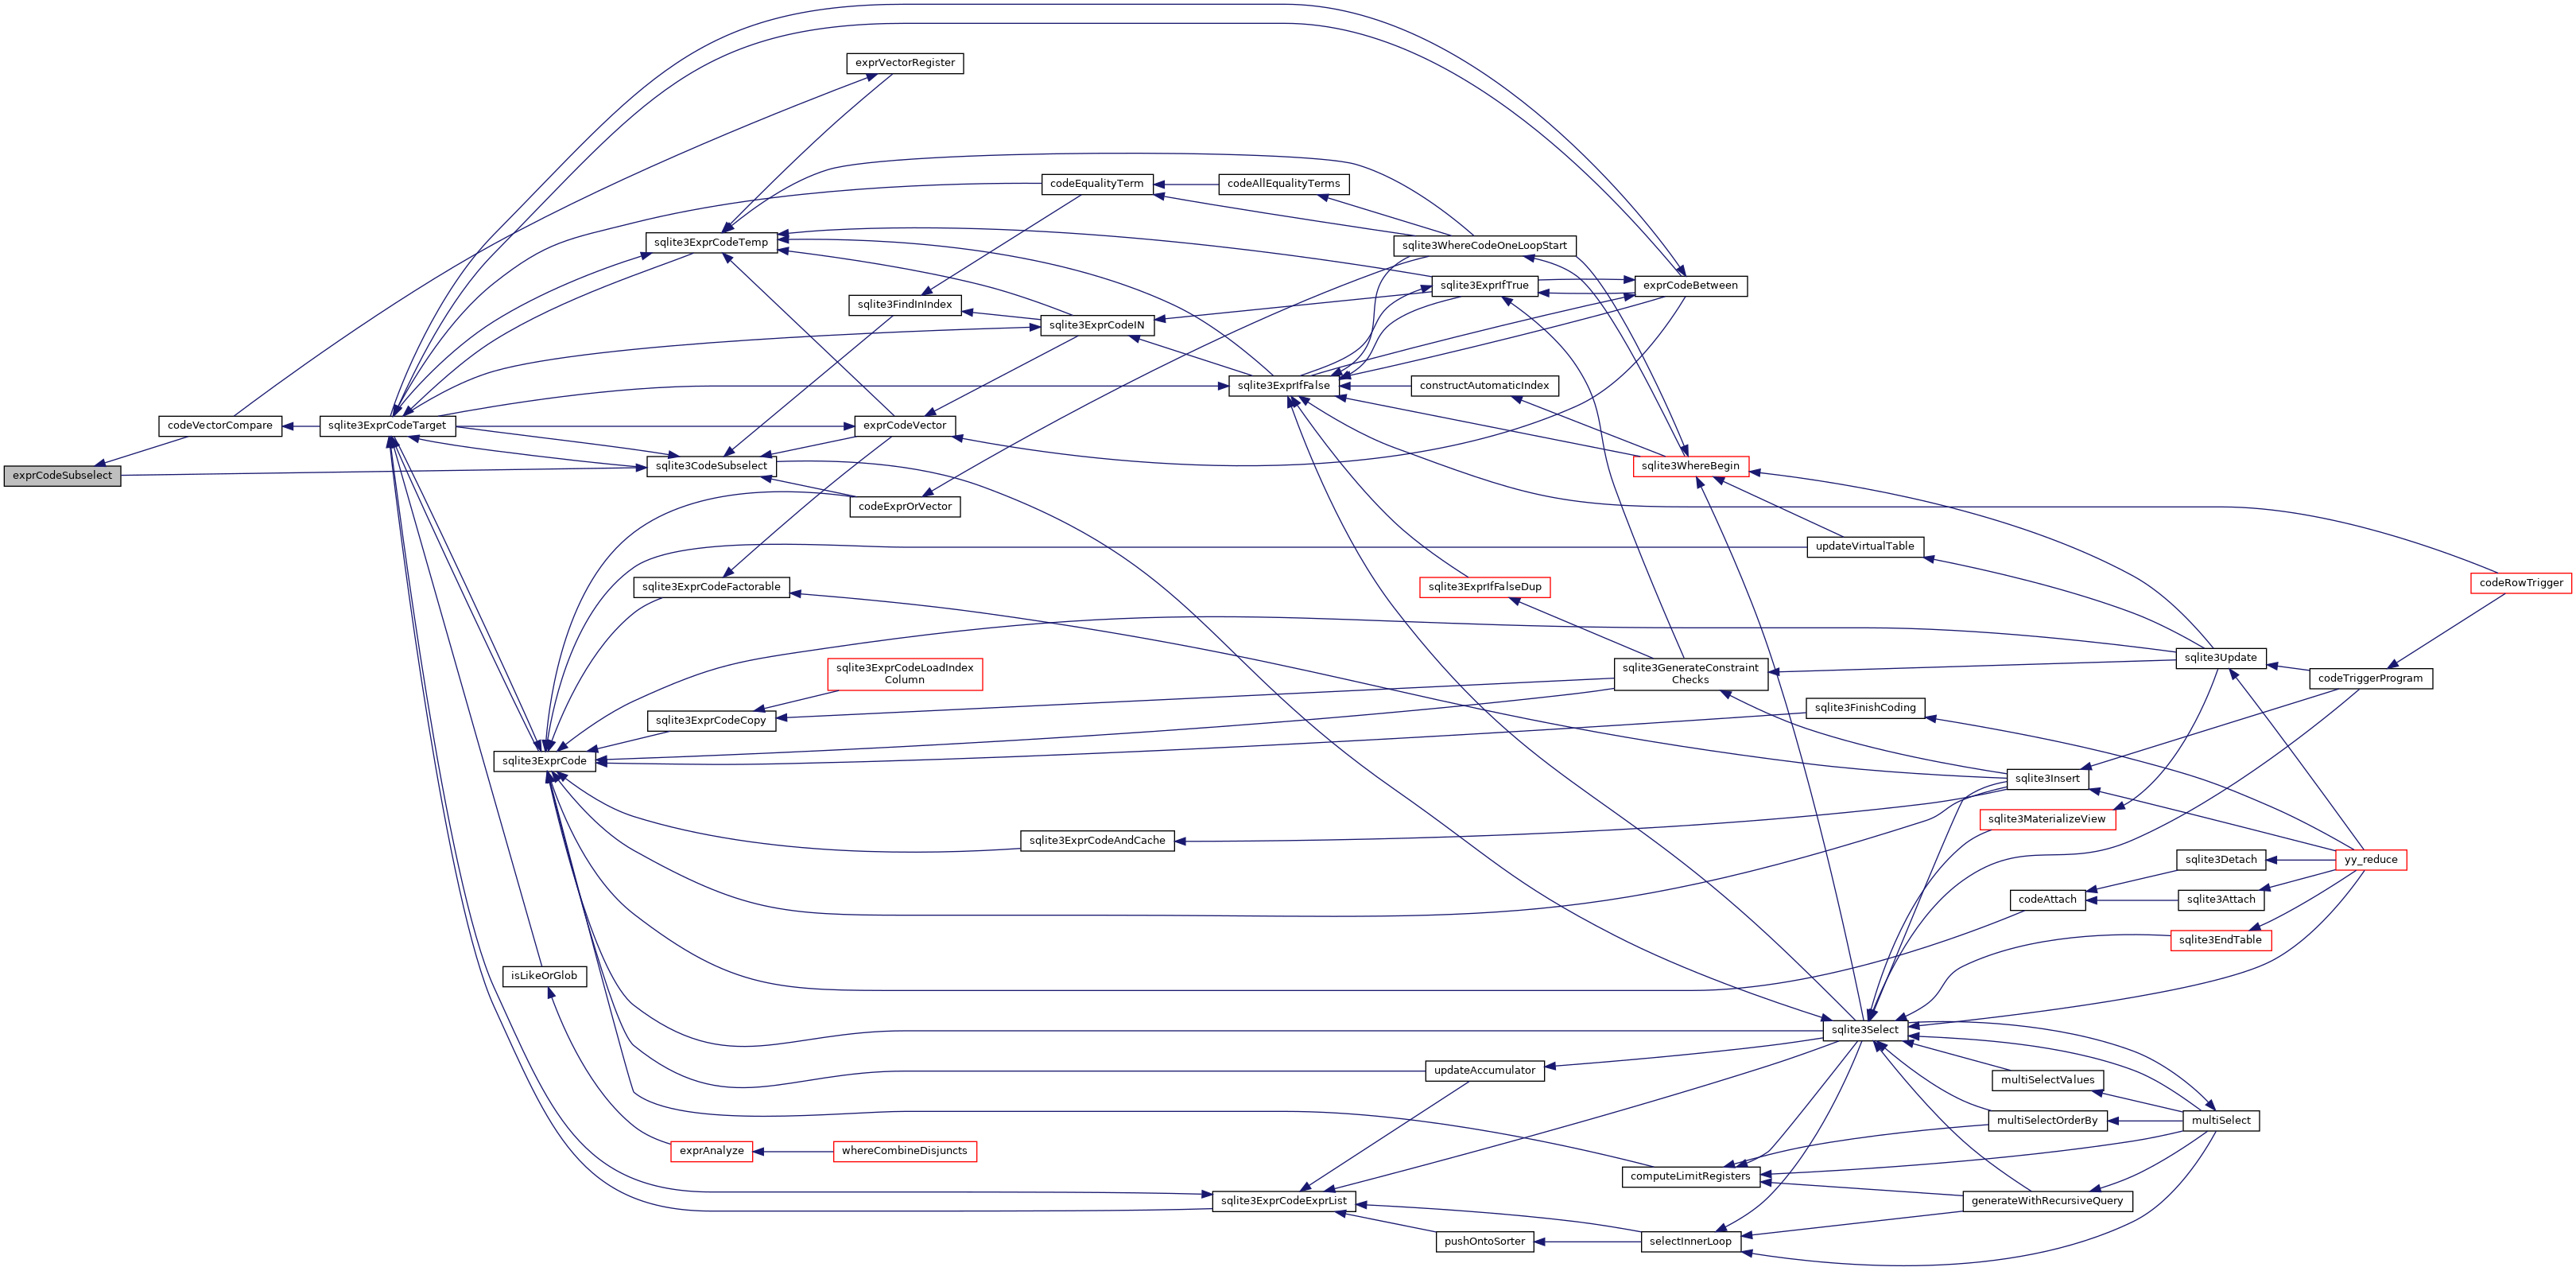 exprVectorRegister
codeEqualityTerm
codeAllEqualityTerms
sqlite3ExprCodeTemp
sqlite3WhereCodeOneLoopStart
sqlite3FindInIndex
sqlite3ExprIfTrue
exprCodeBetween
sqlite3ExprCodeIN
sqlite3ExprIfFalse
constructAutomaticIndex
codeVectorCompare
sqlite3ExprCodeTarget
exprCodeVector
exprCodeSubselect
sqlite3CodeSubselect
sqlite3WhereBegin
codeExprOrVector
updateVirtualTable
sqlite3ExprCodeFactorable
sqlite3ExprIfFalseDup
codeRowTrigger
sqlite3ExprCodeLoadIndex
Column
sqlite3GenerateConstraint
Checks
sqlite3Update
codeTriggerProgram
sqlite3ExprCodeCopy
sqlite3FinishCoding
sqlite3ExprCode
sqlite3Insert
sqlite3MaterializeView
sqlite3ExprCodeAndCache
sqlite3Detach
yy_reduce
codeAttach
sqlite3Attach
sqlite3EndTable
isLikeOrGlob
sqlite3Select
updateAccumulator
multiSelectValues
multiSelectOrderBy
multiSelect
exprAnalyze
whereCombineDisjuncts
computeLimitRegisters
sqlite3ExprCodeExprList
generateWithRecursiveQuery
pushOntoSorter
selectInnerLoop